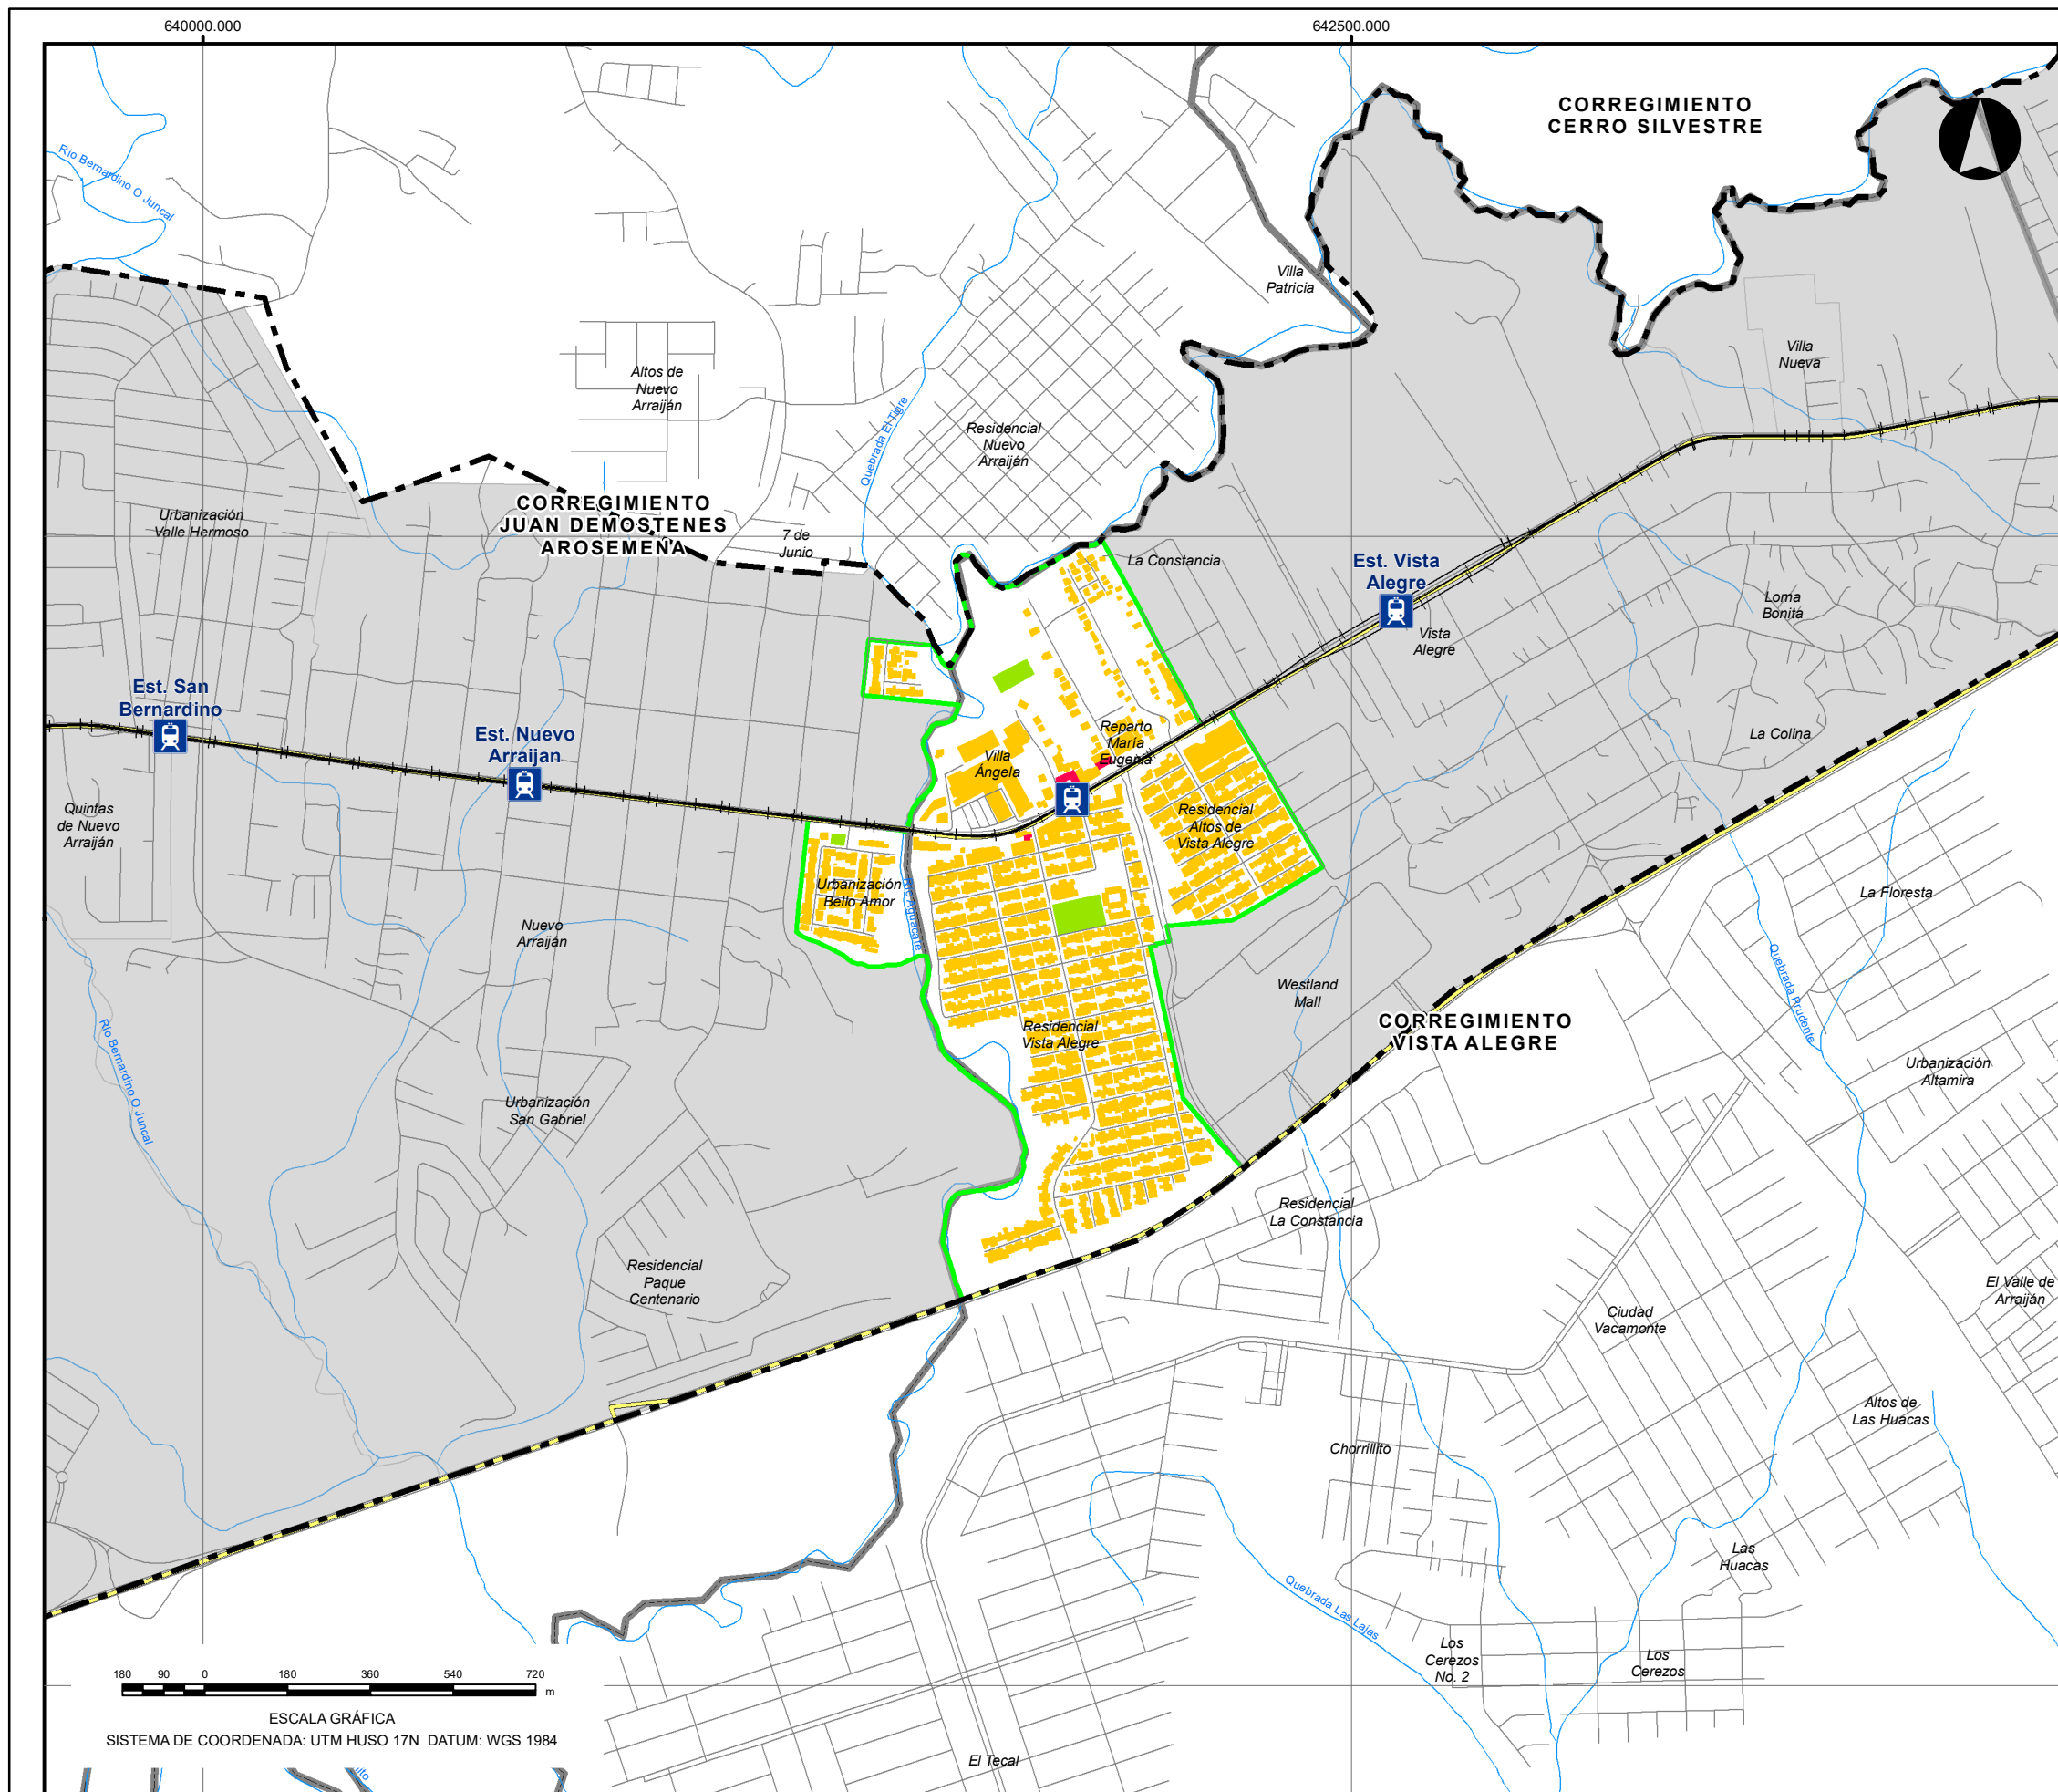 640000.000
642500.000
CORREGIMIENTO
CERRO SILVESTRE
Río Bernardino O Juncal
Villa
Patricia
Villa
Nueva
Altos de
Nuevo
Arraiján
Quebrada El Tigre
Residencial
Nuevo
Arraiján
CORREGIMIENTO
JUAN DEMOSTENES
AROSEMENA
Urbanización
Valle Hermoso
7 de
Junio
La Constancia
Est. Vista
Alegre
Loma
Bonita
Vista
Alegre
Est. San
Bernardino
Est. Nuevo
Arraijan
Reparto
María
Eugenia
Villa
Ángela
La Colina
Quintas
de Nuevo
Arraiján
Residencial
Altos de
Vista Alegre
Urbanización
Bello Amor
Río Aguacate
La Floresta
Nuevo
Arraiján
Quebrada Prudente
Westland
Mall
CORREGIMIENTO
VISTA ALEGRE
Residencial
Vista Alegre
Río Bernardino O Juncal
Urbanización
Altamira
Urbanización
San Gabriel
Residencial
La Constancia
Residencial
Paque
Centenario
El Valle de
Arraiján
Ciudad
Vacamonte
Altos de
Las Huacas
Chorrillito
Las
Huacas
Quebrada Las Lajas
Los
Cerezos
No. 2
Los
Cerezos
El Tecal
180 90 0 180 360 540 720
m
ESCALA GRÁFICA
SISTEMA DE COORDENADA: UTM HUSO 17N DATUM: WGS 1984